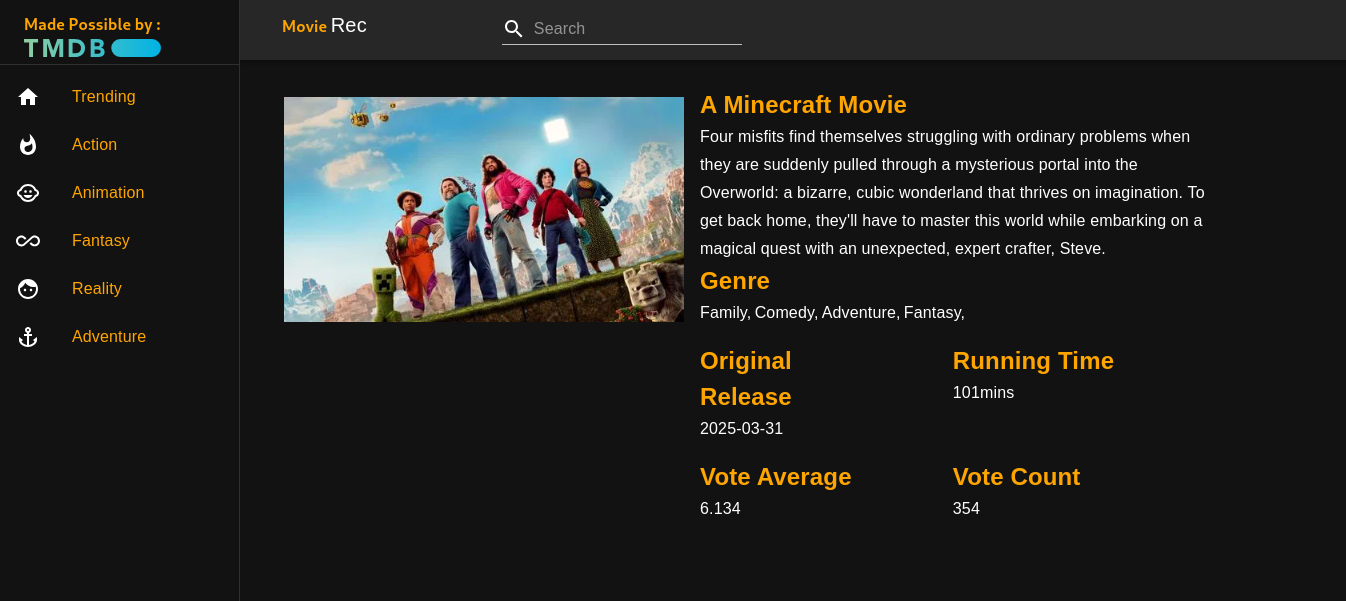 Made Possible by :
TMDB
Movie Rec
Search
Trending
Action
Animation
Fantasy
Reality
Adventure
A Minecraft Movie
Four misfits find themselves struggling with ordinary problems when
they are suddenly pulled through a mysterious portal into the
Overworld: a bizarre, cubic wonderland that thrives on imagination. To
get back home, they'll have to master this world while embarking on a
magical quest with an unexpected, expert crafter, Steve.
Genre
Family, Comedy, Adventure, Fantasy,
Original
Release
2025-03-31
Running Time
101mins
Vote Average
6.134
Vote Count
354